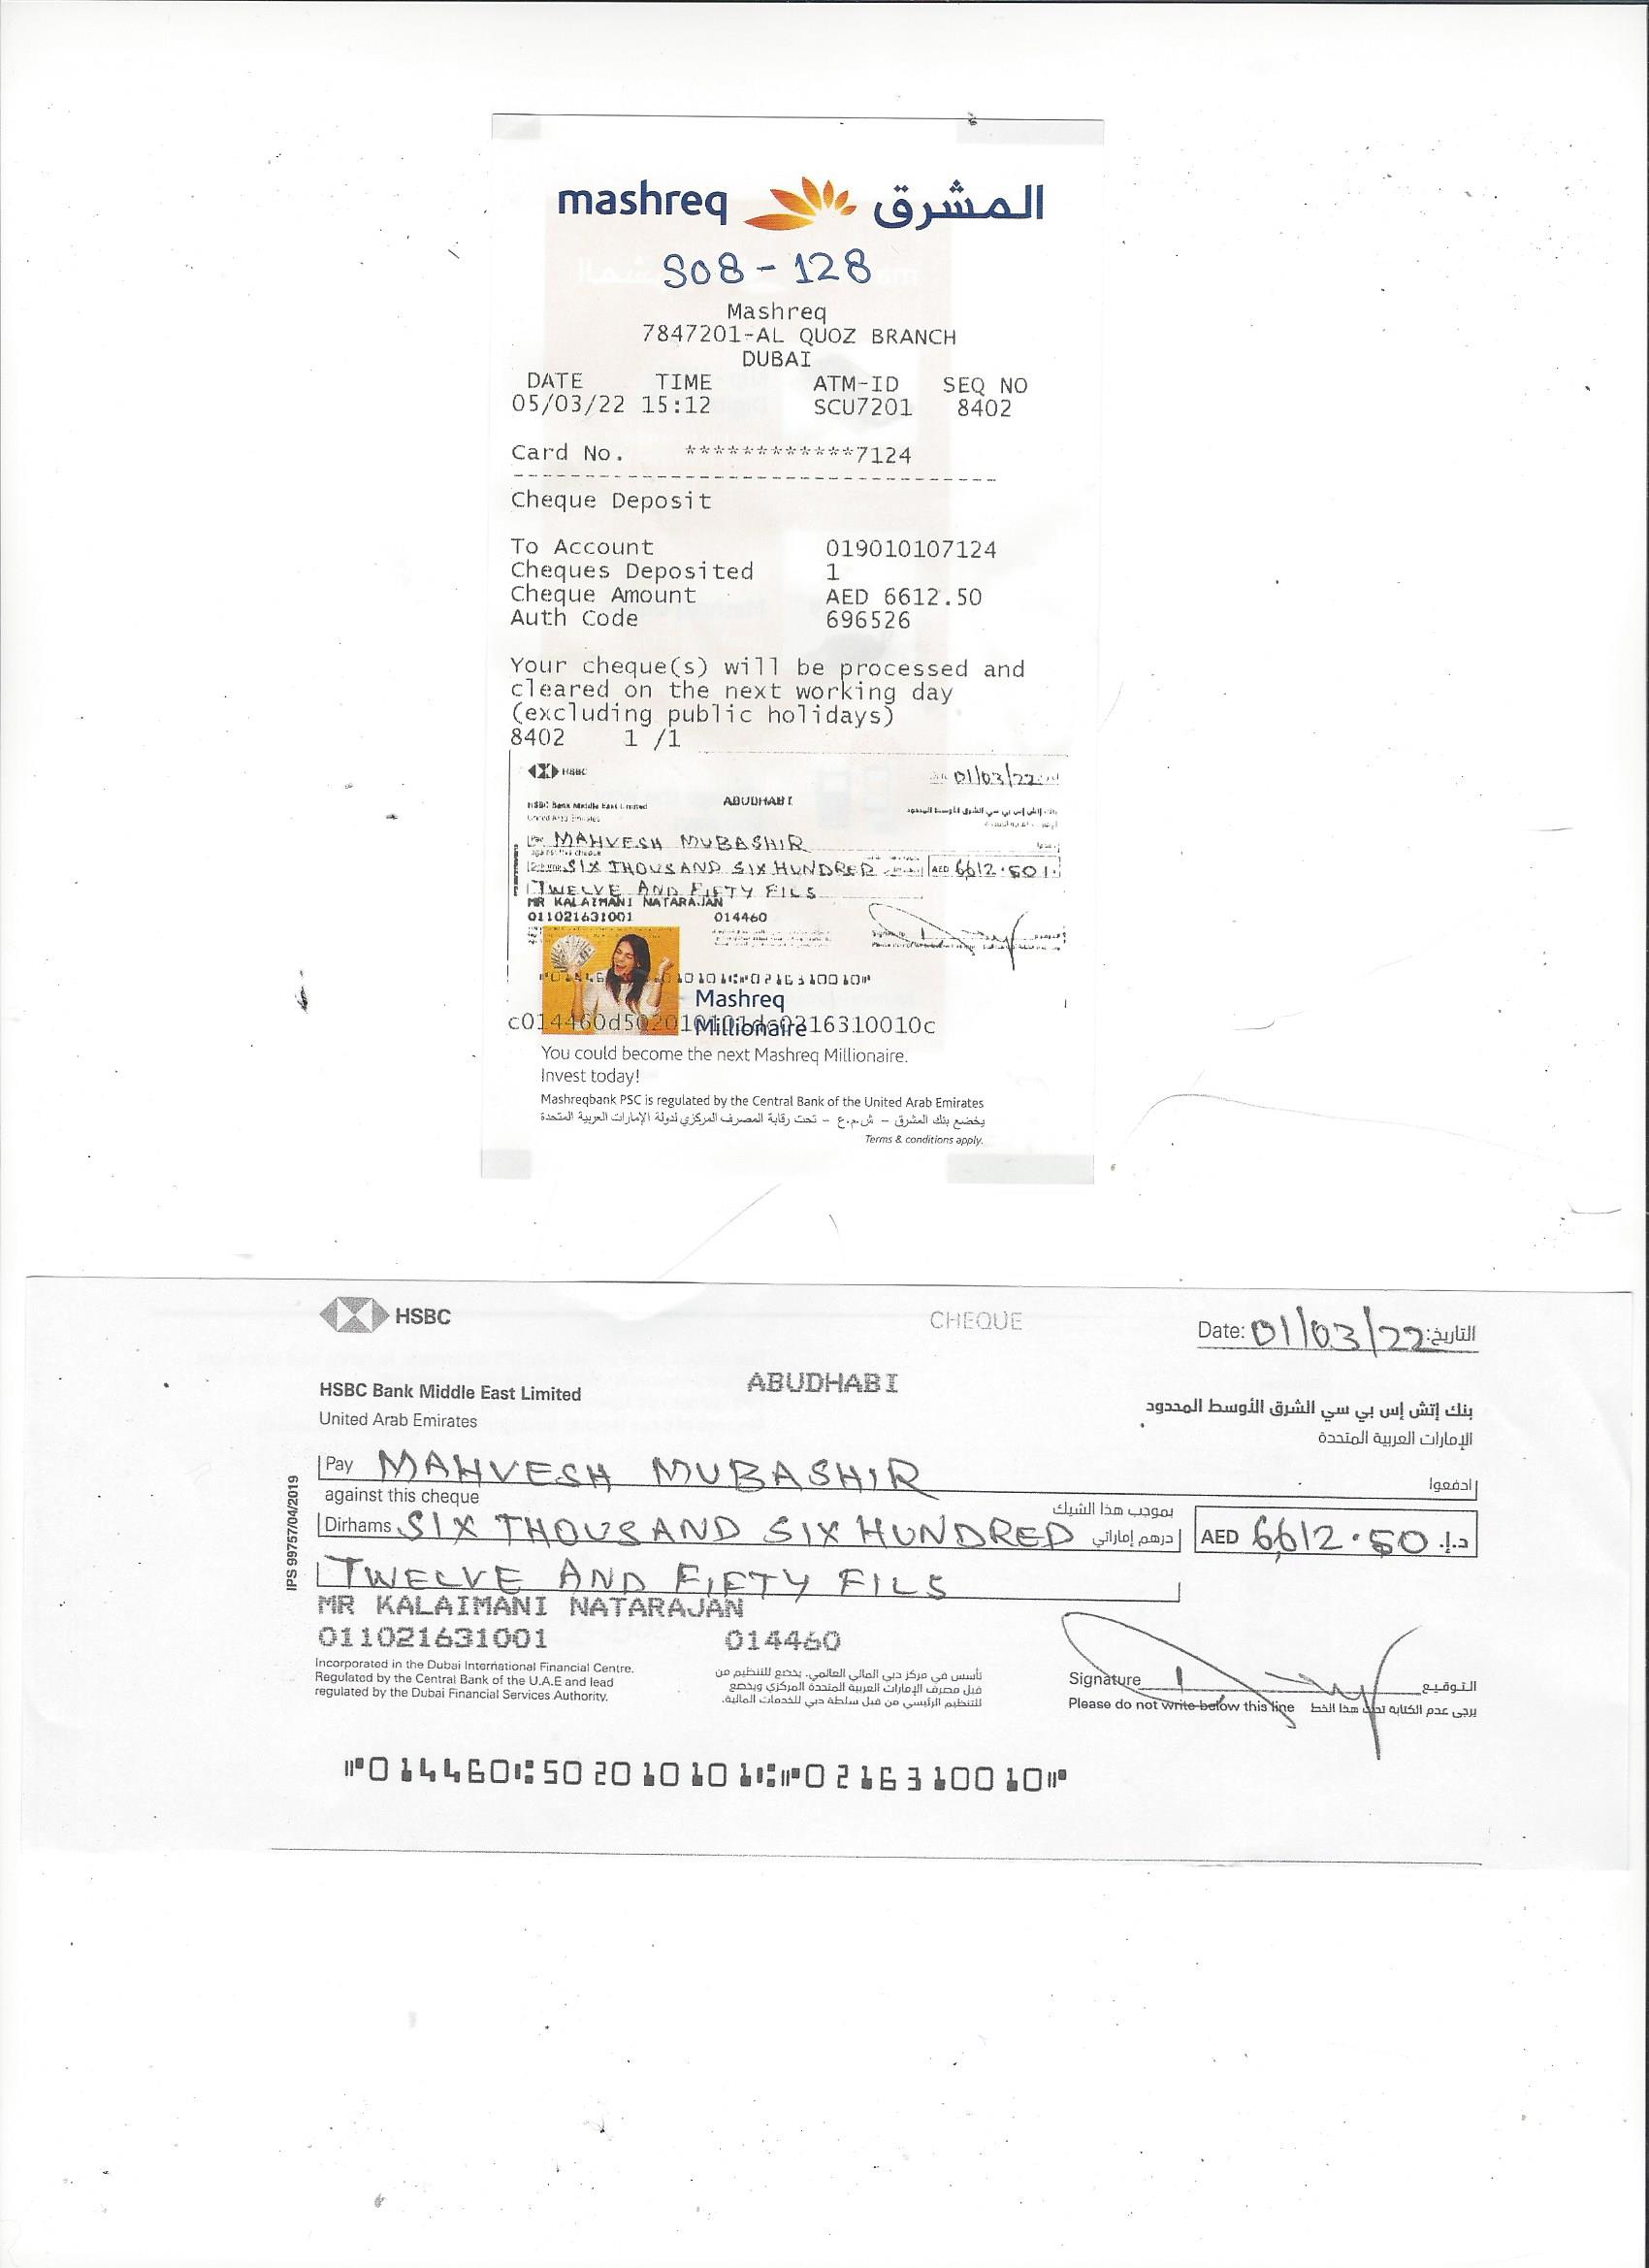 mashreq المشرق
S08 - 128
Mashreq
7847201-AL QUOZ BRANCH
DUBAI
DATE TIME ATM-ID SEQ NO
05/03/22 15:12 SCU7201 8402
Card No. ************7124
Cheque Deposit
To Account 019010107124
Cheques Deposited 1
Cheque Amount AED 6612.50
Auth Code 696526
Your cheque(s) will be processed and
cleared on the next working day
(excluding public holidays)
8402 1 /1
HSBC 01/03/22
HSBC Bank Middle East Limited ABUDHABI بنك إتش إس بي سي الشرق الأوسط المحدود
United Arab Emirates
Pay MAHVESH MUBASHIR
against this cheque
SIX THOUSAND SIX HUNDRED AED 6612.50
TWELVE AND FIFTY FILS
MR KALAIMANI NATARAJAN
011021631001 014460
Mashreq
Millionaire
You could become the next Mashreq Millionaire.
Invest today!
Mashreqbank PSC is regulated by the Central Bank of the United Arab Emirates
يخضع بنك المشرق – ش.م.ع – تحت رقابة المصرف المركزي لدولة الإمارات العربية المتحدة
Terms & conditions apply.
HSBC CHEQUE Date: 01/03/22 التاريخ:
ABUDHABI
HSBC Bank Middle East Limited بنك إتش إس بي سي الشرق الأوسط المحدود
United Arab Emirates الإمارات العربية المتحدة
Pay MAHVESH MUBASHIR ادفعوا
against this cheque بموجب هذا الشيك
Dirhams SIX THOUSAND SIX HUNDRED درهم إماراتي AED 6612.50 د.إ.
TWELVE AND FIFTY FILS
IPS 99757/04/2019
MR KALAIMANI NATARAJAN
011021631001 014460
Incorporated in the Dubai International Financial Centre.
Regulated by the Central Bank of the U.A.E and lead
regulated by the Dubai Financial Services Authority.
تأسس في مركز دبي المالي العالمي. يخضع للتنظيم من
قبل مصرف الإمارات العربية المتحدة المركزي ويخضع
للتنظيم الرئيسي من قبل سلطة دبي للخدمات المالية.
Signature التوقيع
Please do not write below this line يرجى عدم الكتابة تحت هذا الخط
⑈014460⑆502010101⑆⑈0216310010⑈